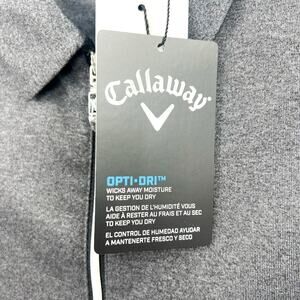 Callaway
OPTI·DRI™
WICKS AWAY MOISTURE
TO KEEP YOU DRY
LA GESTION DE L'HUMIDITÉ VOUS
AIDE À RESTER AU FRAIS ET AU SEC
TO KEEP YOU DRY
EL CONTROL DE HUMEDAD AYUDAR
A MANTENERTE FRESCO Y SECO